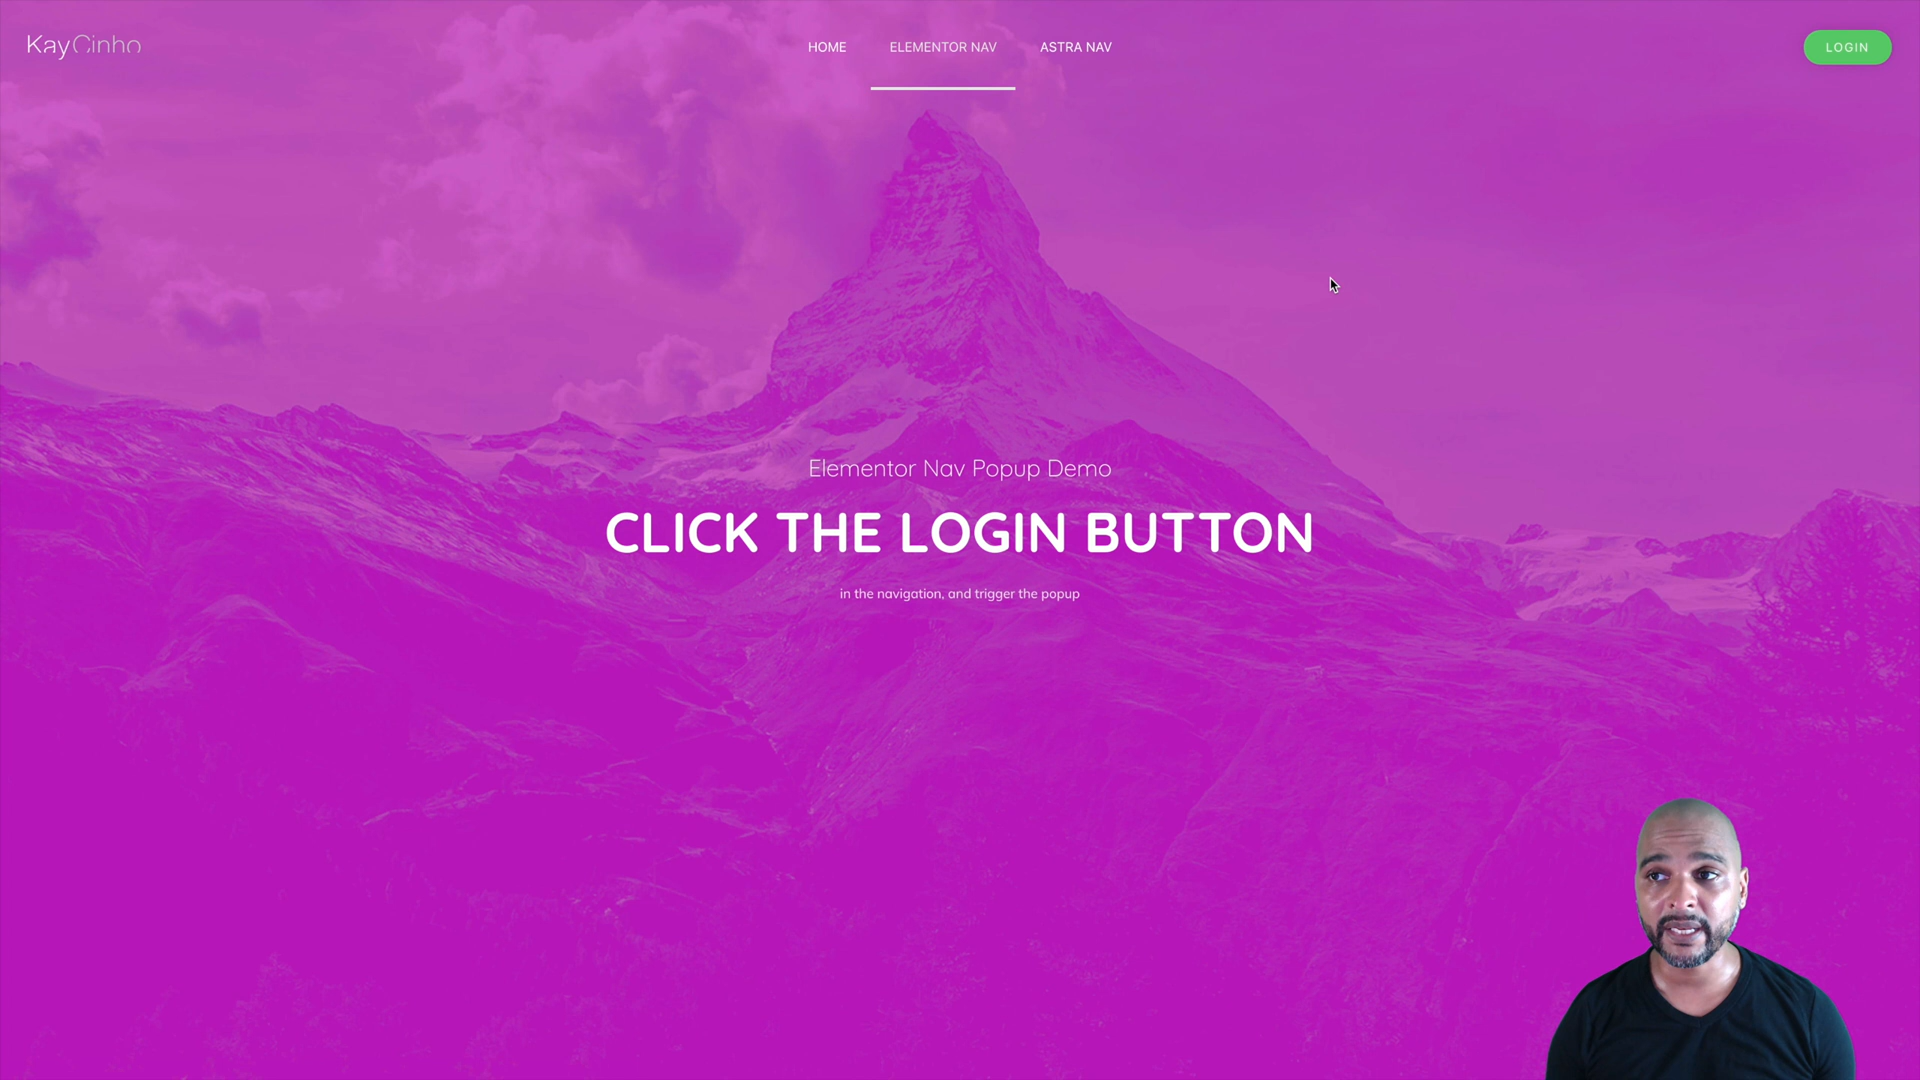 KayCinho
HOME
ELEMENTOR NAV
ASTRA NAV
LOGIN
Elementor Nav Popup Demo
CLICK THE LOGIN BUTTON
in the navigation, and trigger the popup